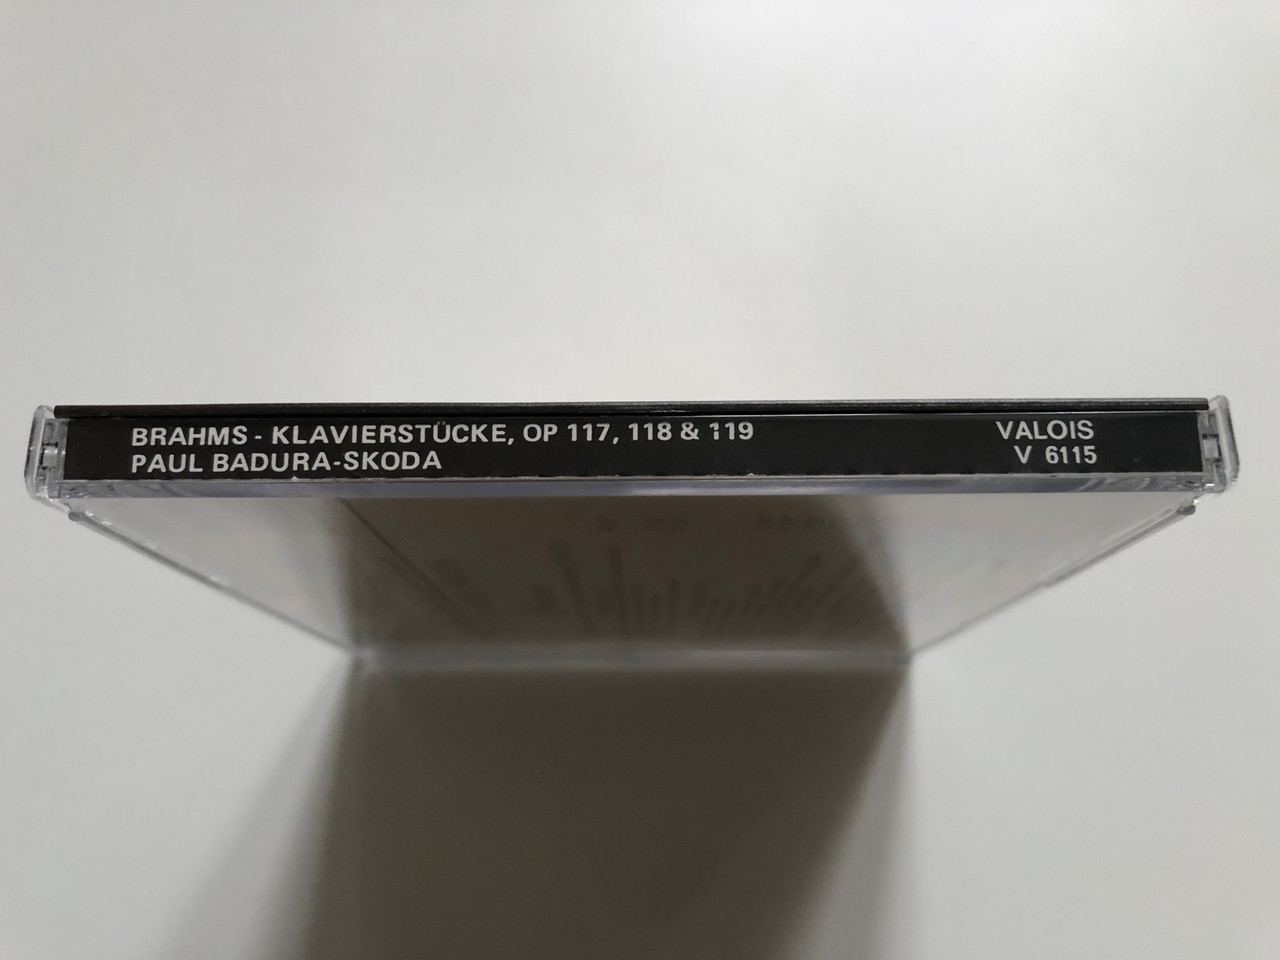 BRAHMS - KLAVIERSTÜCKE, OP 117, 118 & 119
PAUL BADURA-SKODA
VALOIS
V 6115